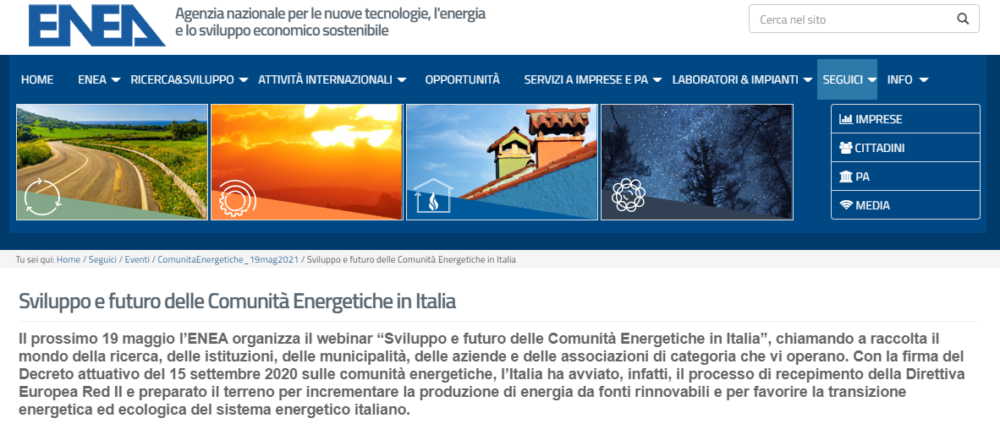 ENEA
Agenzia nazionale per le nuove tecnologie, l'energia
e lo sviluppo economico sostenibile
Cerca nel sito
HOME ENEA RICERCA&SVILUPPO ATTIVITÀ INTERNAZIONALI OPPORTUNITÀ SERVIZI A IMPRESE E PA LABORATORI & IMPIANTI SEGUICI INFO
IMPRESE
CITTADINI
PA
MEDIA
Tu sei qui: Home / Seguici / Eventi / ComunitaEnergetiche_19mag2021 / Sviluppo e futuro delle Comunità Energetiche in Italia
Sviluppo e futuro delle Comunità Energetiche in Italia
Il prossimo 19 maggio l’ENEA organizza il webinar “Sviluppo e futuro delle Comunità Energetiche in Italia”, chiamando a raccolta il
mondo della ricerca, delle istituzioni, delle municipalità, delle aziende e delle associazioni di categoria che vi operano. Con la firma del
Decreto attuativo del 15 settembre 2020 sulle comunità energetiche, l’Italia ha avviato, infatti, il processo di recepimento della Direttiva
Europea Red II e preparato il terreno per incrementare la produzione di energia da fonti rinnovabili e per favorire la transizione
energetica ed ecologica del sistema energetico italiano.